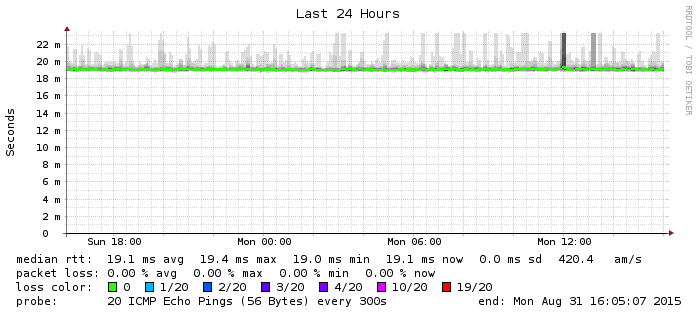 Last 24 Hours
RRDTOOL / TOBI OETIKER
Seconds
22 m
20 m
18 m
16 m
14 m
12 m
10 m
8 m
6 m
4 m
2 m
0
Sun 18:00 Mon 00:00 Mon 06:00 Mon 12:00
median rtt: 19.1 ms avg 19.4 ms max 19.0 ms min 19.1 ms now 0.0 ms sd 420.4 am/s
packet loss: 0.00 % avg 0.00 % max 0.00 % min 0.00 % now
loss color: 0 1/20 2/20 3/20 4/20 10/20 19/20
probe: 20 ICMP Echo Pings (56 Bytes) every 300s end: Mon Aug 31 16:05:07 2015